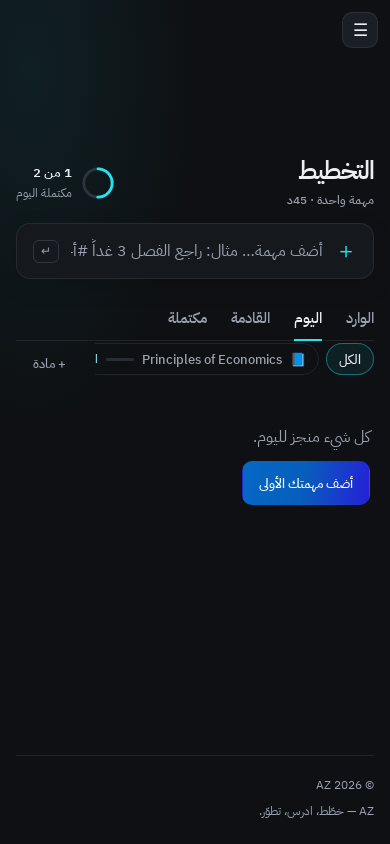 ☰
التخطيط
مهمة واحدة · 45د
1 من 2
مكتملة اليوم
+ أضف مهمة... مثال: راجع الفصل 3 غداً #أ ↵
الوارد اليوم القادمة مكتملة
الكل 📘 Principles of Economics + مادة
كل شيء منجز لليوم.
أضف مهمتك الأولى
© 2026 AZ
AZ — خطّط، ادرس، تطوّر.